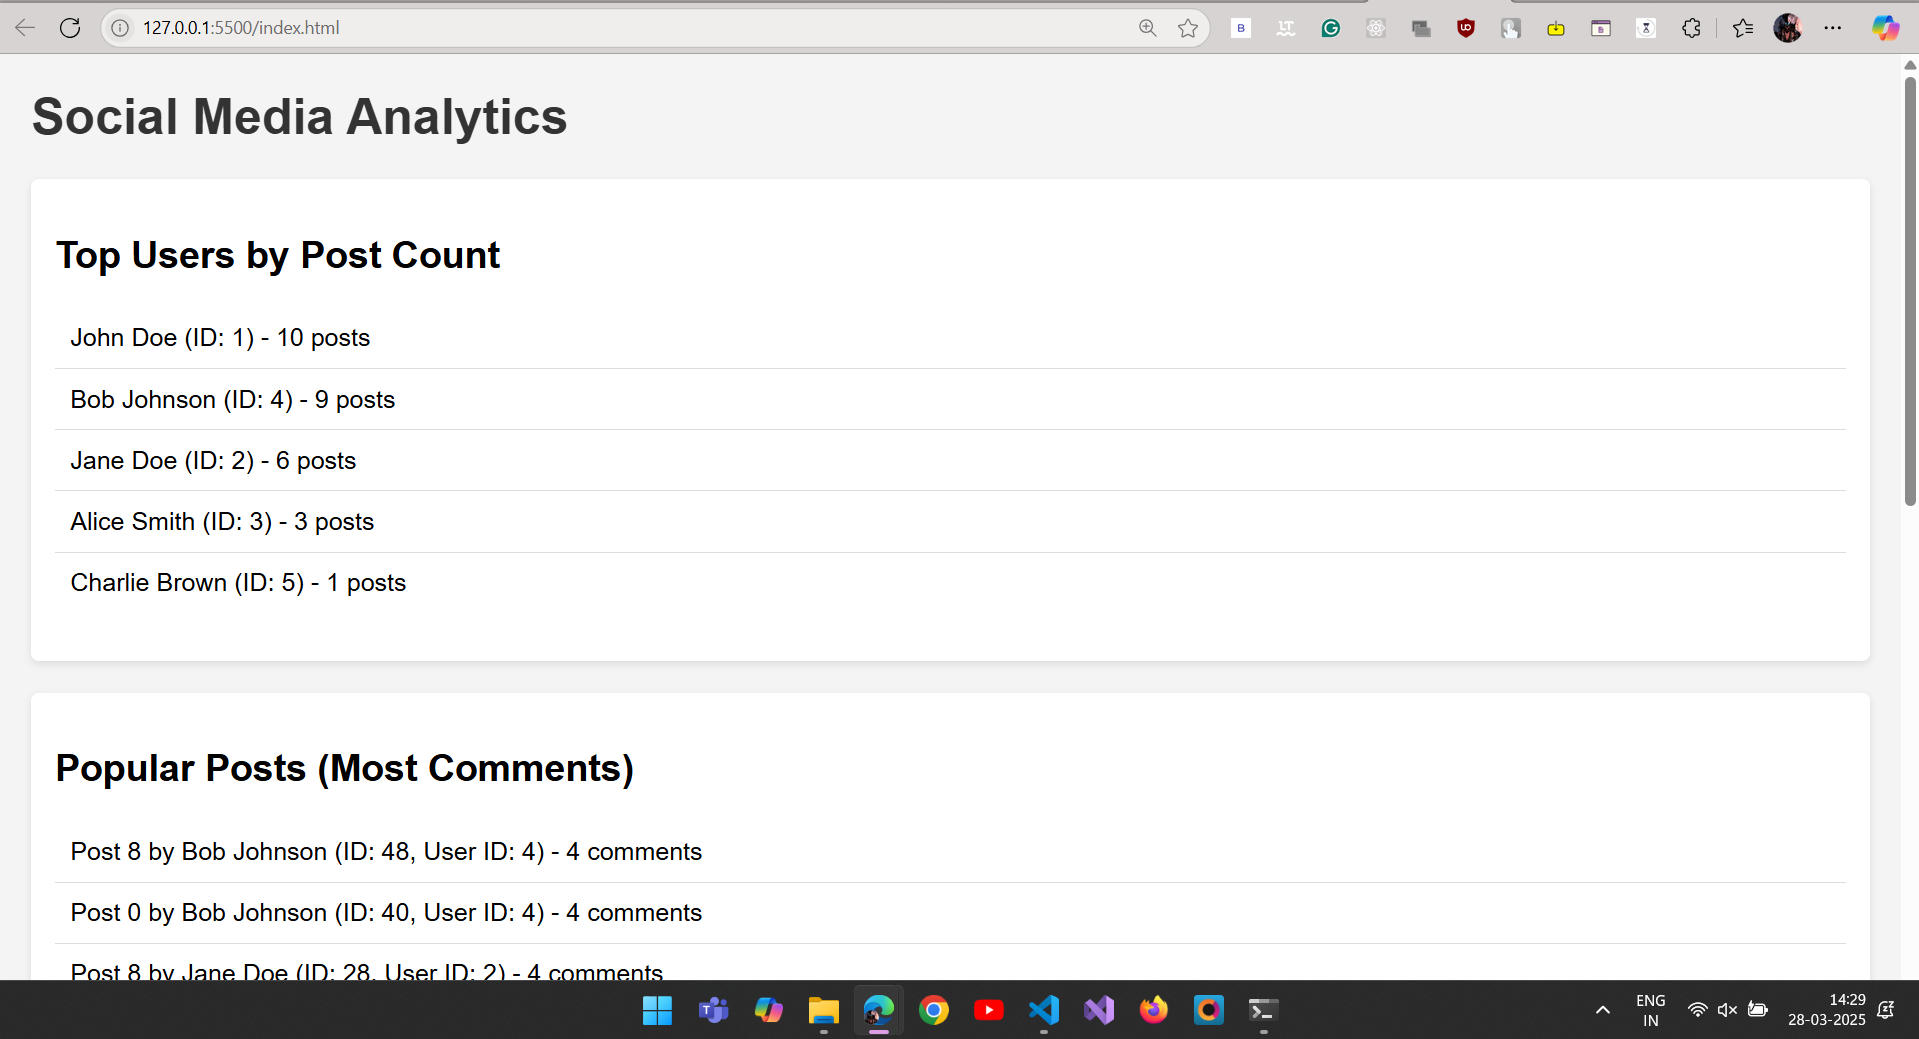 127.0.0.1:5500/index.html
Social Media Analytics
Top Users by Post Count
John Doe (ID: 1) - 10 posts
Bob Johnson (ID: 4) - 9 posts
Jane Doe (ID: 2) - 6 posts
Alice Smith (ID: 3) - 3 posts
Charlie Brown (ID: 5) - 1 posts
Popular Posts (Most Comments)
Post 8 by Bob Johnson (ID: 48, User ID: 4) - 4 comments
Post 0 by Bob Johnson (ID: 40, User ID: 4) - 4 comments
Post 8 by Jane Doe (ID: 28, User ID: 2) - 4 comments
ENG
IN
14:29
28-03-2025